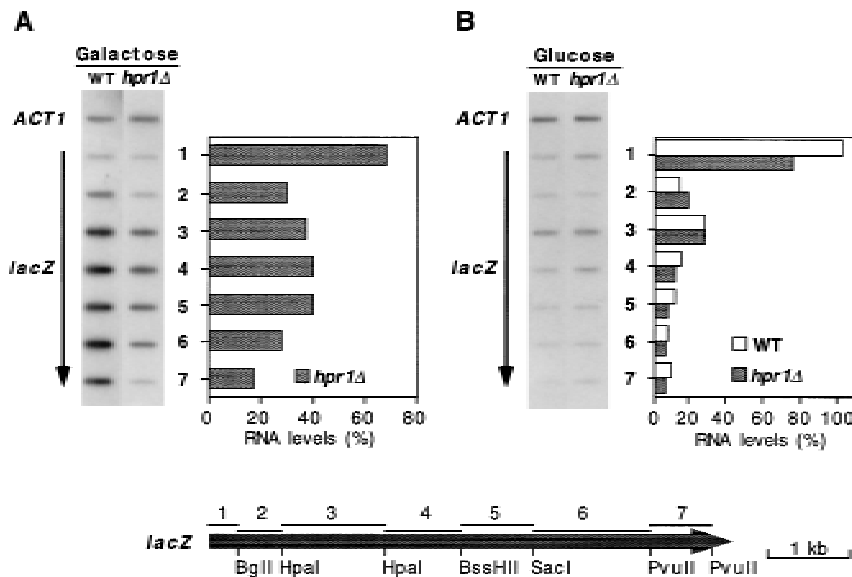 A
Galactose
WT hpr1Δ
ACT1
lacZ
1
2
3
4
5
6
7
hpr1Δ
0 20 40 60 80
RNA levels (%)
B
Glucose
WT hpr1Δ
ACT1
lacZ
1
2
3
4
5
6
7
WT
hpr1Δ
0 20 40 60 80 100
RNA levels (%)
1 2 3 4 5 6 7
lacZ
BglI HpaI HpaI BssHII SacI PvuII PvuII
1 kb